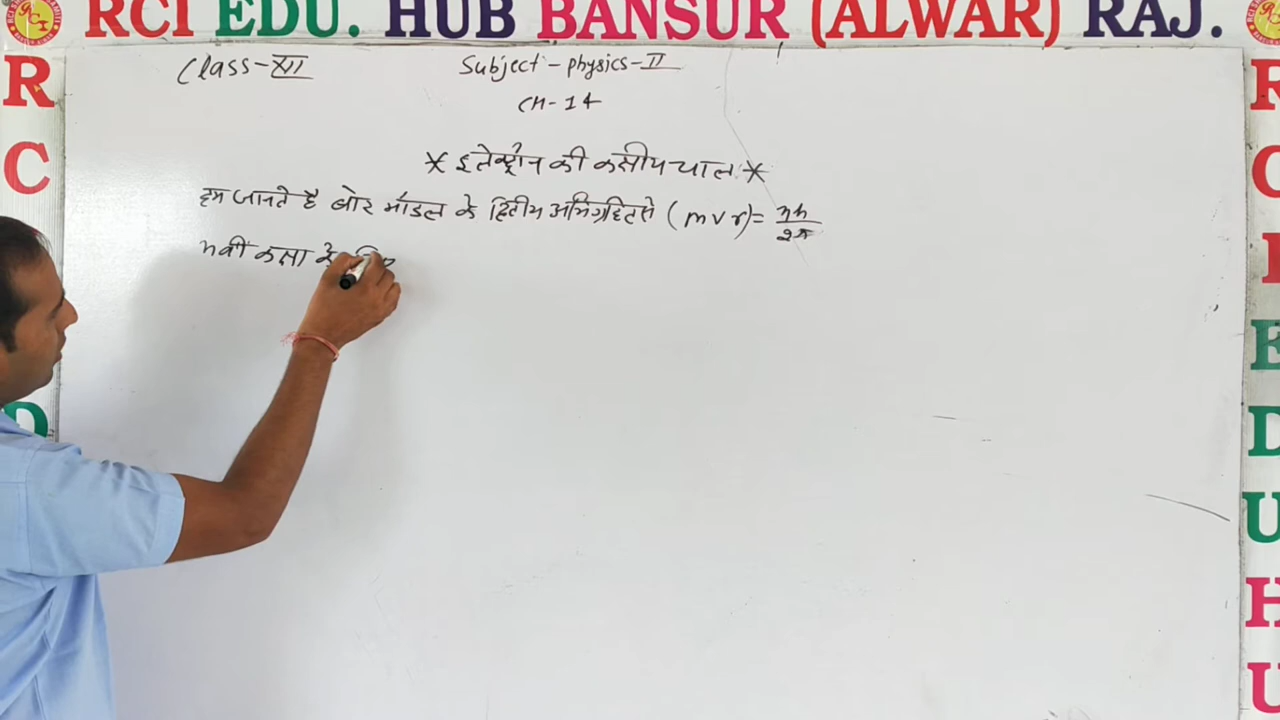 RCI EDU. HUB BANSUR (ALWAR) RAJ.
Class-XII
Subject-physics-II
CH-14
* इलेक्ट्रॉन की कक्षीय चाल *
हम जानते है बोर मॉडल के द्वितीय अभिग्रहित से (mvr) = nh/2π
nवीं कक्षा के
R
C
D
R
C
E
D
U
H
U